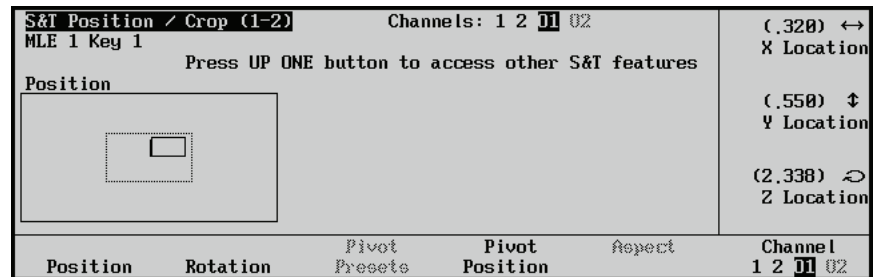 S&T Position / Crop (1-2) Channels: 1 2 D1 D2
MLE 1 Key 1
Press UP ONE button to access other S&T features
Position
(.320) ↔
X Location
(.550) ↕
Y Location
(2.338)
Z Location
Position Rotation Pivot Presets Pivot Position Aspect Channel 1 2 D1 D2